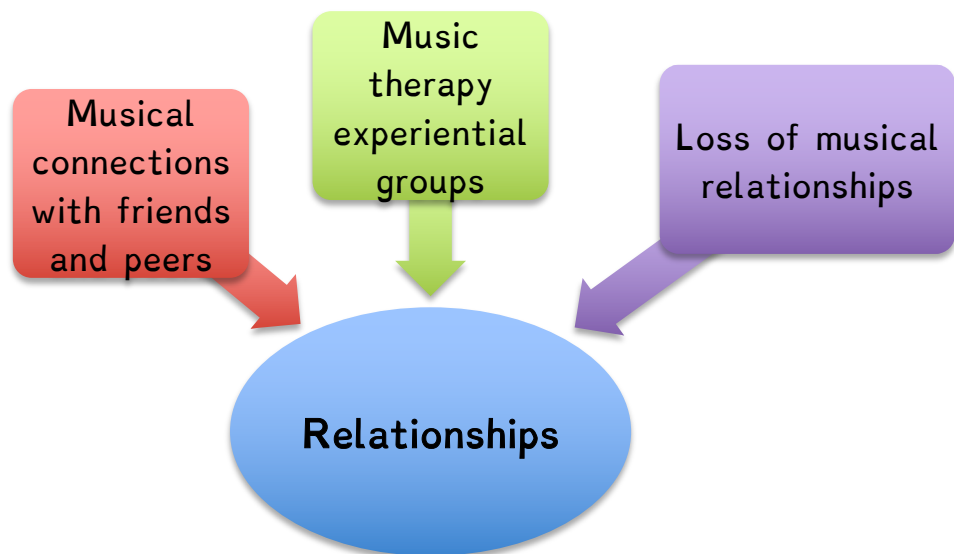 Musical
connections
with friends
and peers
Music
therapy
experiential
groups
Loss of musical
relationships
Relationships